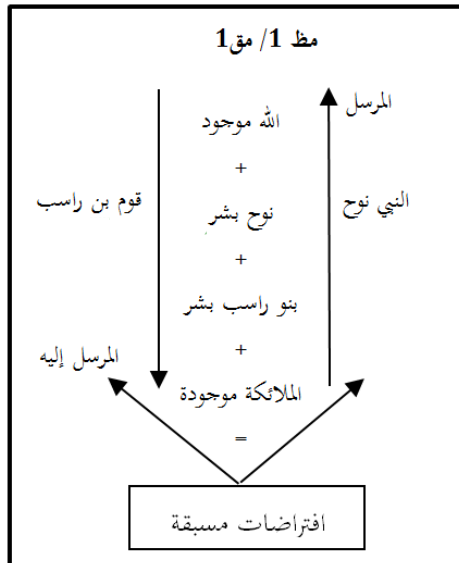 مظ 1/ مق1
المرسل
الله موجود
+
النبي نوح
قوم بن راسب
نوح بشر
+
بنو راسب بشر
+
المرسل إليه
الملائكة موجودة
=
افتراضات مسبقة